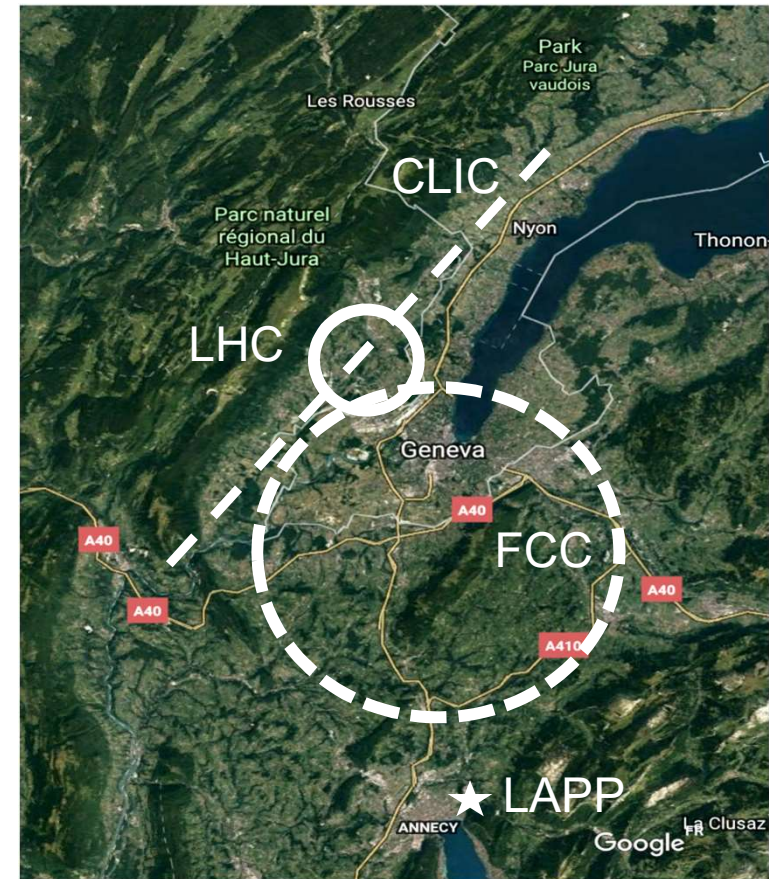 Park
Parc Jura
vaudois
Les Rousses
CLIC
Parc naturel
régional du
Haut-Jura
Nyon
Thonon-
LHC
Geneva
A40
A40
FCC
A40
A40
A410
LAPP
ANNECY
La Clusaz
FR
Google